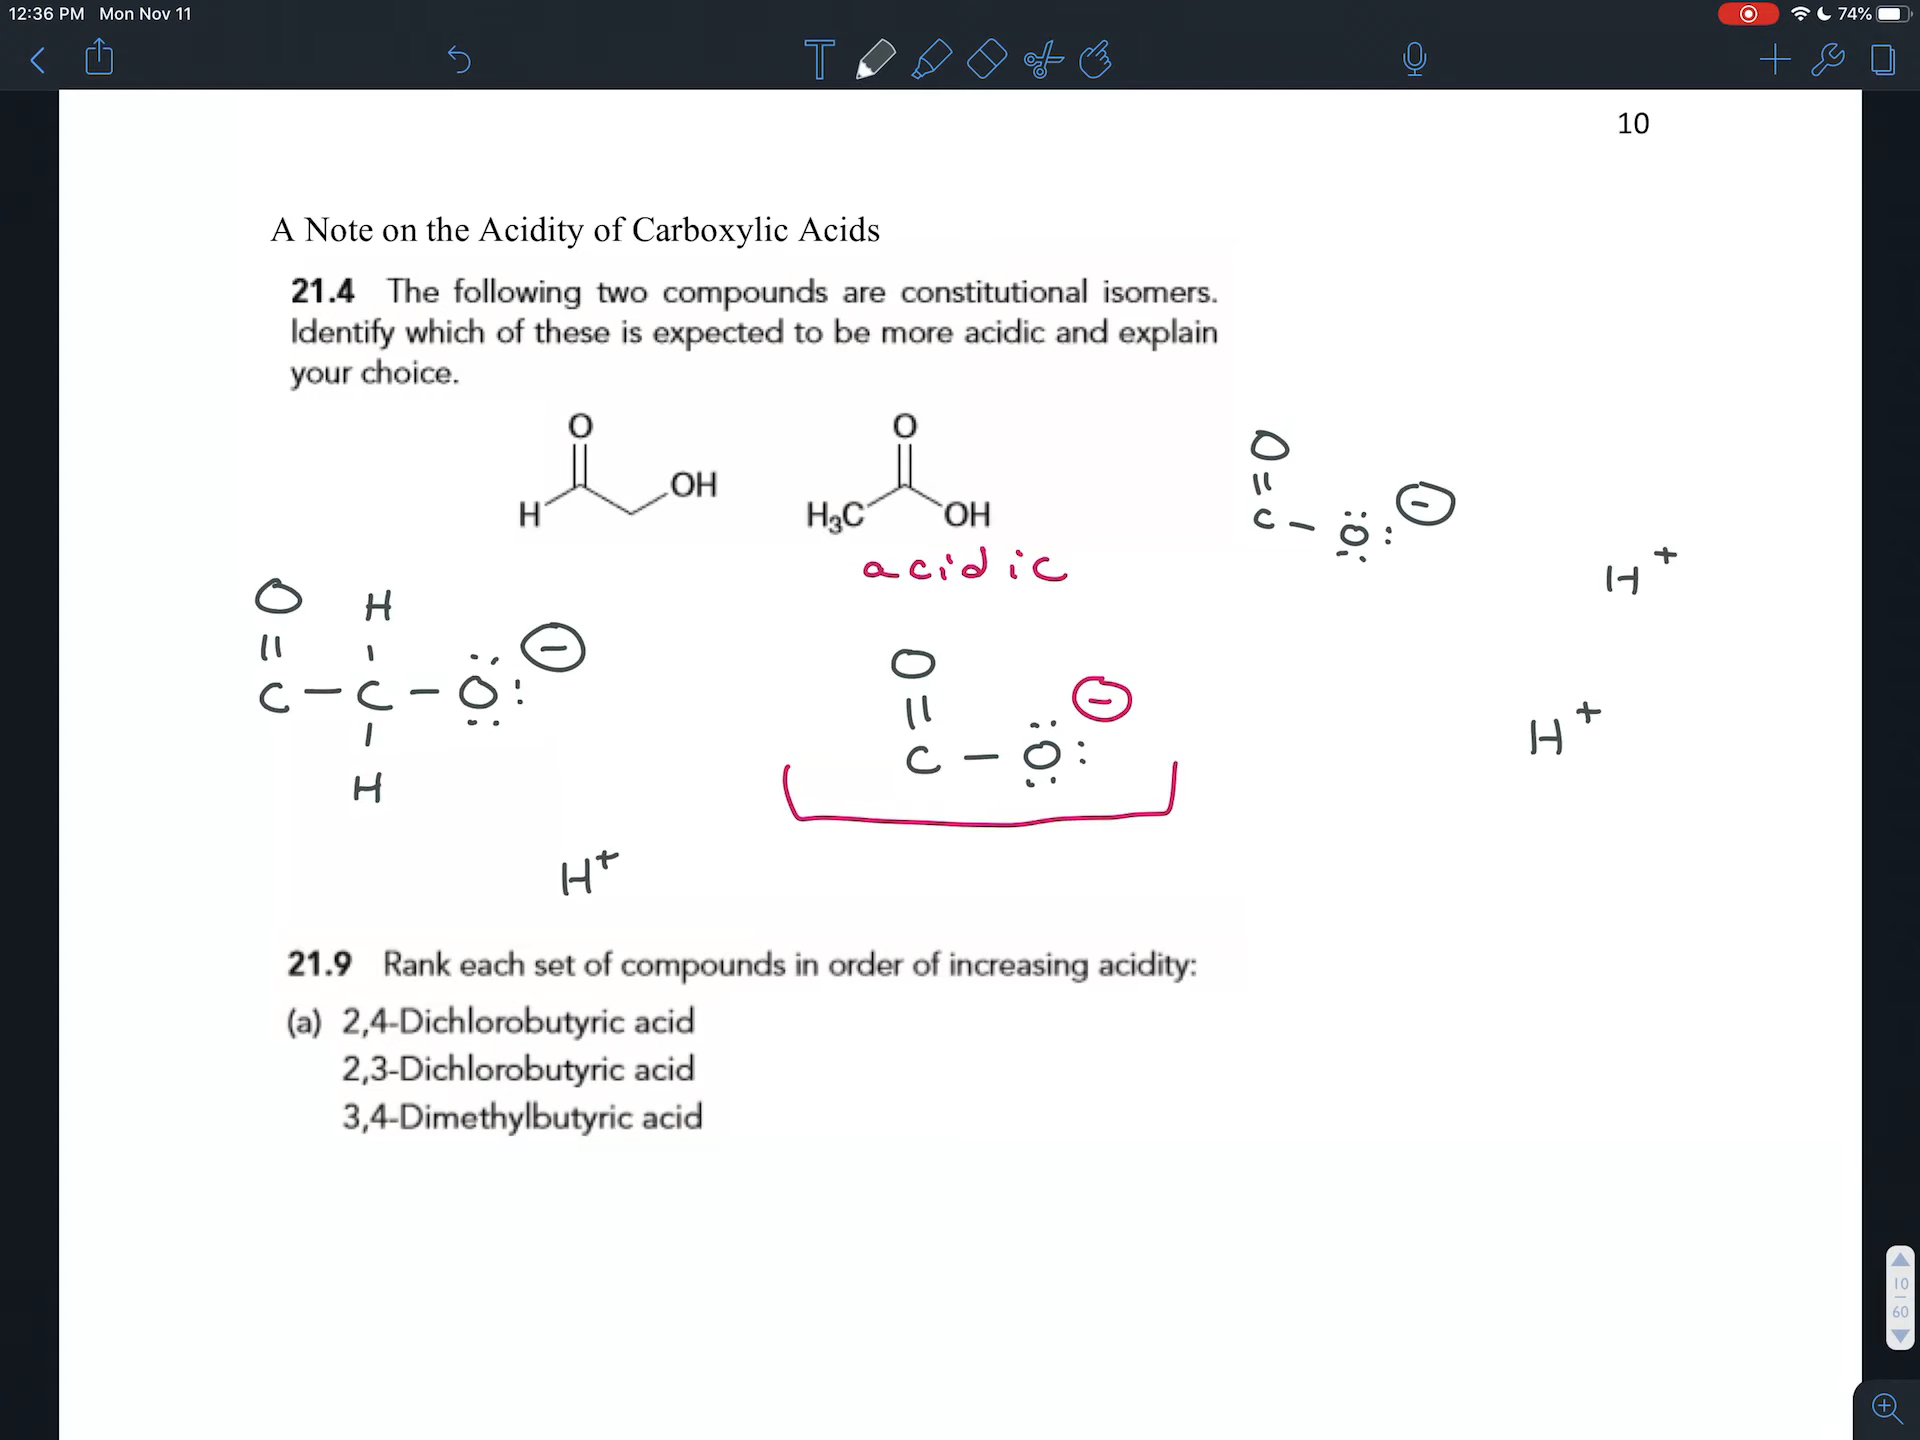 12:36 PM Mon Nov 11
74%
T
10
A Note on the Acidity of Carboxylic Acids
21.4 The following two compounds are constitutional isomers.
Identify which of these is expected to be more acidic and explain
your choice.
O
H
OH
O
H₃C
OH
acidic
O
||
C – O: –
H +
O H
|| |
C – C – O: –
|
H
H+
O
||
C – O: –
H +
21.9 Rank each set of compounds in order of increasing acidity:
(a) 2,4-Dichlorobutyric acid
2,3-Dichlorobutyric acid
3,4-Dimethylbutyric acid
10
60